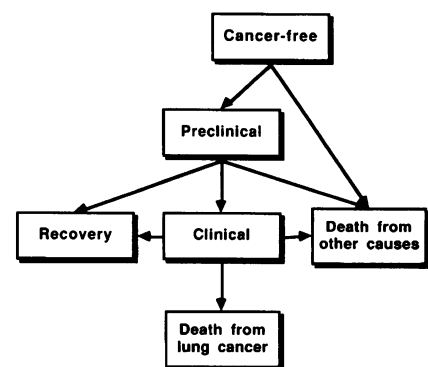 Cancer-free
Preclinical
Recovery
Clinical
Death from
other causes
Death from
lung cancer